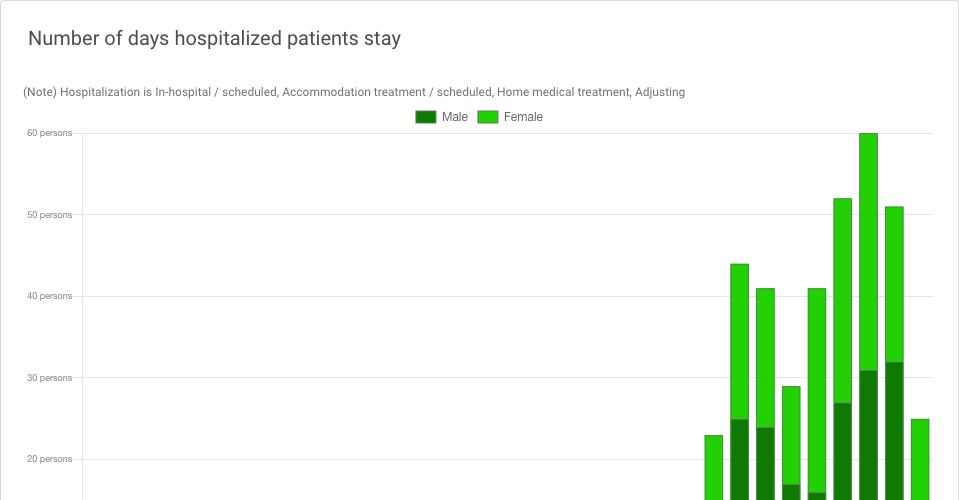 Number of days hospitalized patients stay
(Note) Hospitalization is In-hospital / scheduled, Accommodation treatment / scheduled, Home medical treatment, Adjusting
Male Female
60 persons
50 persons
40 persons
30 persons
20 persons